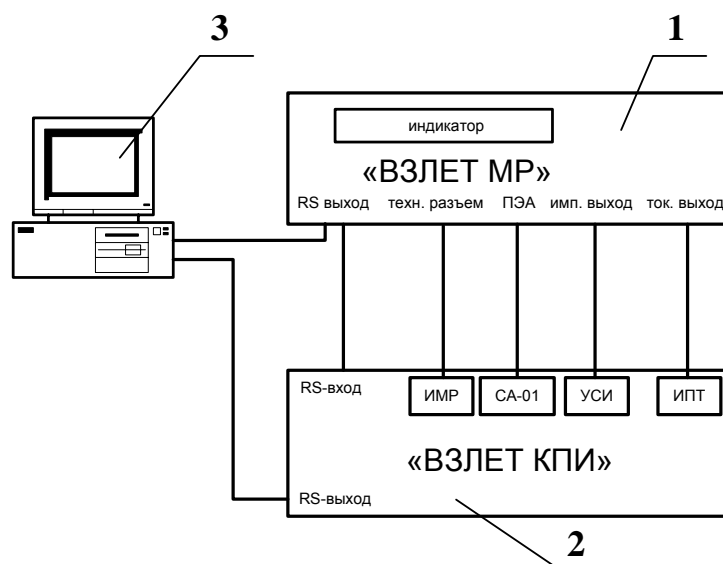 3
1
индикатор
«ВЗЛЕТ МР»
RS выход техн. разъем ПЭА имп. выход ток. выход
RS-вход
ИМР СА-01 УСИ ИПТ
«ВЗЛЕТ КПИ»
RS-выход
2